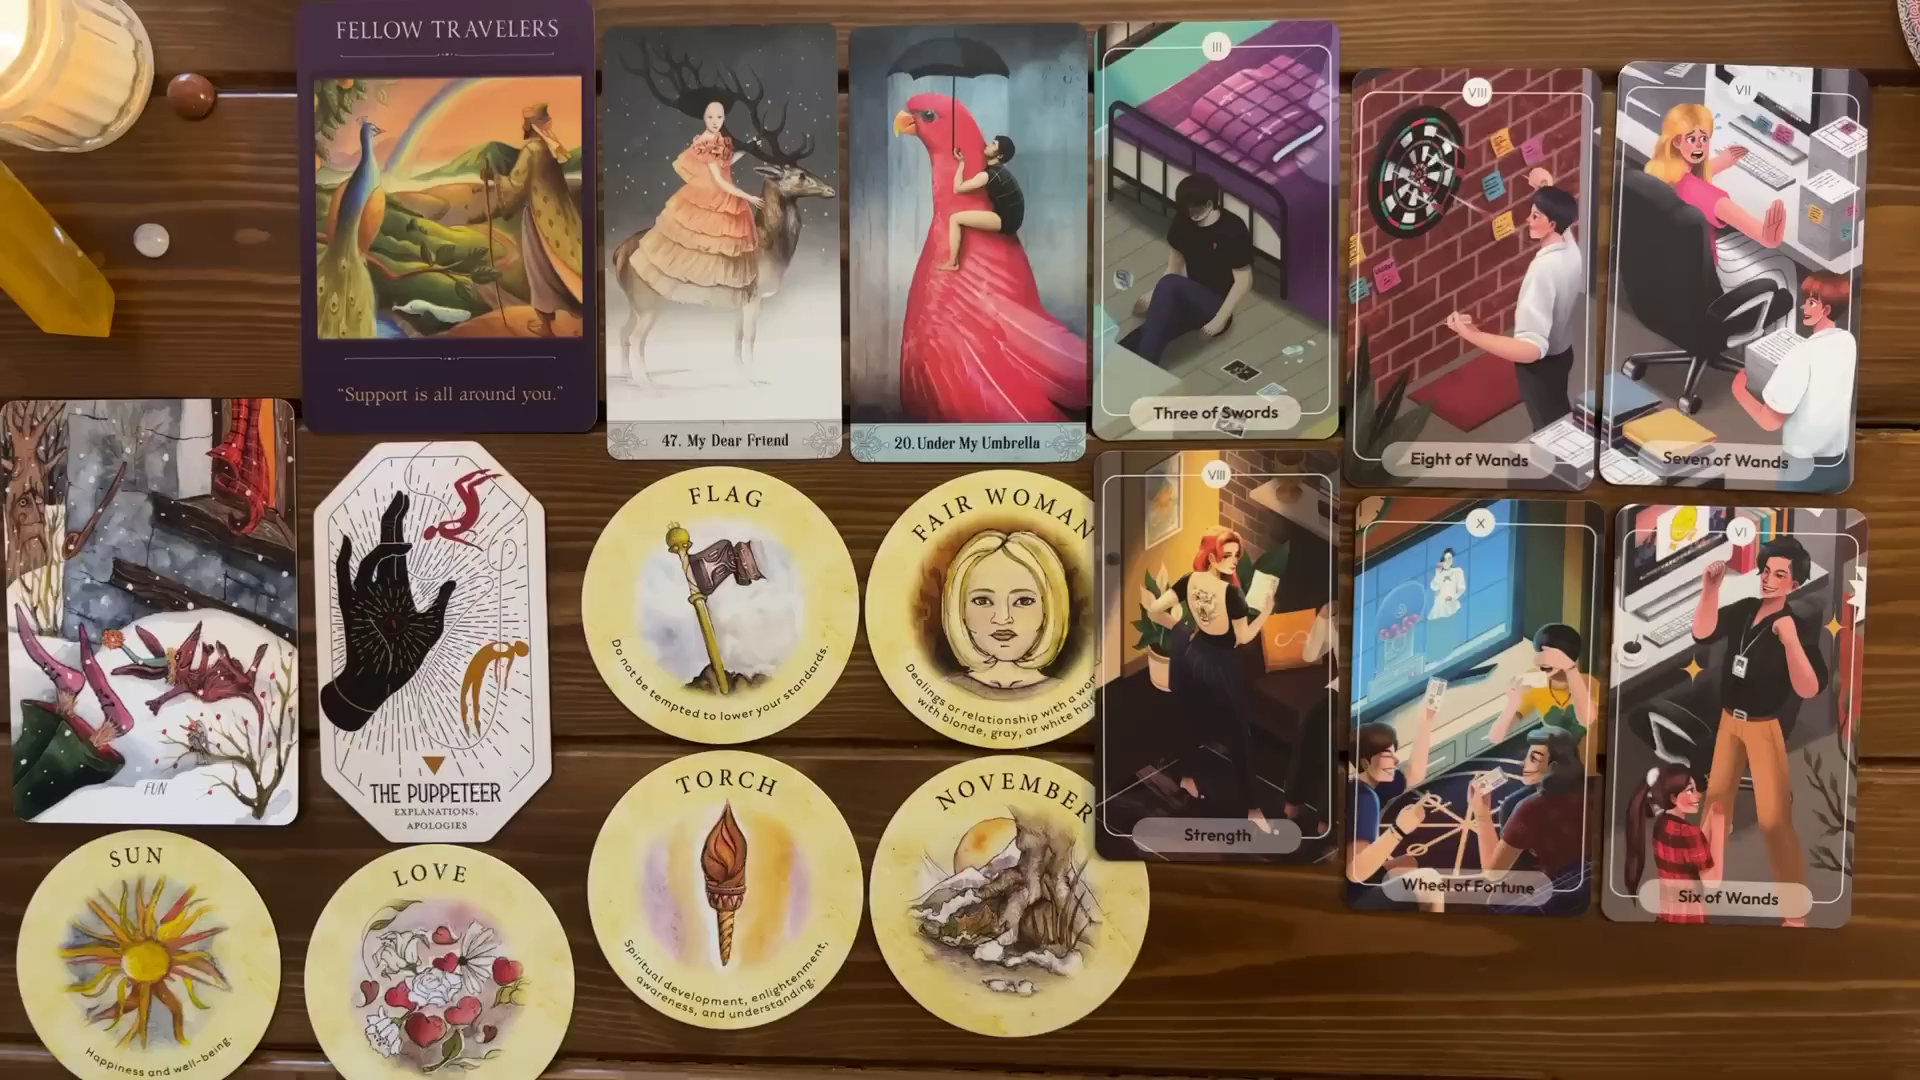 FELLOW TRAVELERS
"Support is all around you."
47. My Dear Friend
20. Under My Umbrella
III
Three of Swords
VIII
Eight of Wands
VII
Seven of Wands
FUN
THE PUPPETEER
EXPLANATIONS,
APOLOGIES
FLAG
Do not be tempted to lower your standards.
FAIR WOMAN
Dealings or relationship with a
with blonde, gray, or white
VIII
Strength
X
Wheel of Fortune
VI
Six of Wands
SUN
Happiness and well-being.
LOVE
TORCH
Spiritual development, enlightenment,
awareness, and understanding.
NOVEMBER